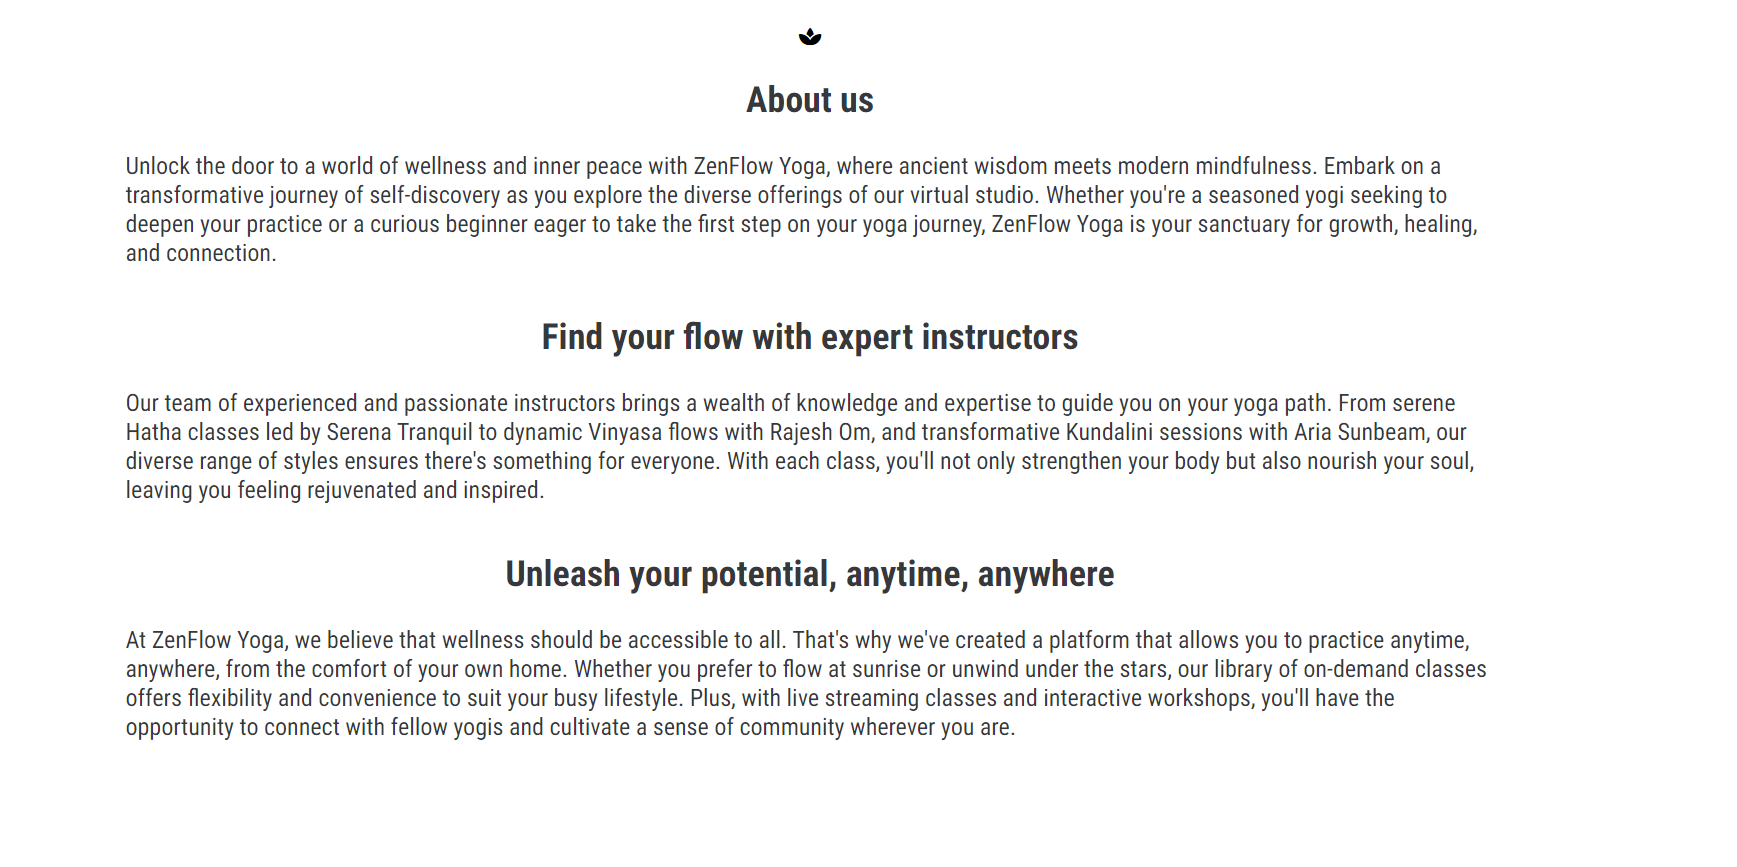 About us
Unlock the door to a world of wellness and inner peace with ZenFlow Yoga, where ancient wisdom meets modern mindfulness. Embark on a
transformative journey of self-discovery as you explore the diverse offerings of our virtual studio. Whether you're a seasoned yogi seeking to
deepen your practice or a curious beginner eager to take the first step on your yoga journey, ZenFlow Yoga is your sanctuary for growth, healing,
and connection.
Find your flow with expert instructors
Our team of experienced and passionate instructors brings a wealth of knowledge and expertise to guide you on your yoga path. From serene
Hatha classes led by Serena Tranquil to dynamic Vinyasa flows with Rajesh Om, and transformative Kundalini sessions with Aria Sunbeam, our
diverse range of styles ensures there's something for everyone. With each class, you'll not only strengthen your body but also nourish your soul,
leaving you feeling rejuvenated and inspired.
Unleash your potential, anytime, anywhere
At ZenFlow Yoga, we believe that wellness should be accessible to all. That's why we've created a platform that allows you to practice anytime,
anywhere, from the comfort of your own home. Whether you prefer to flow at sunrise or unwind under the stars, our library of on-demand classes
offers flexibility and convenience to suit your busy lifestyle. Plus, with live streaming classes and interactive workshops, you'll have the
opportunity to connect with fellow yogis and cultivate a sense of community wherever you are.